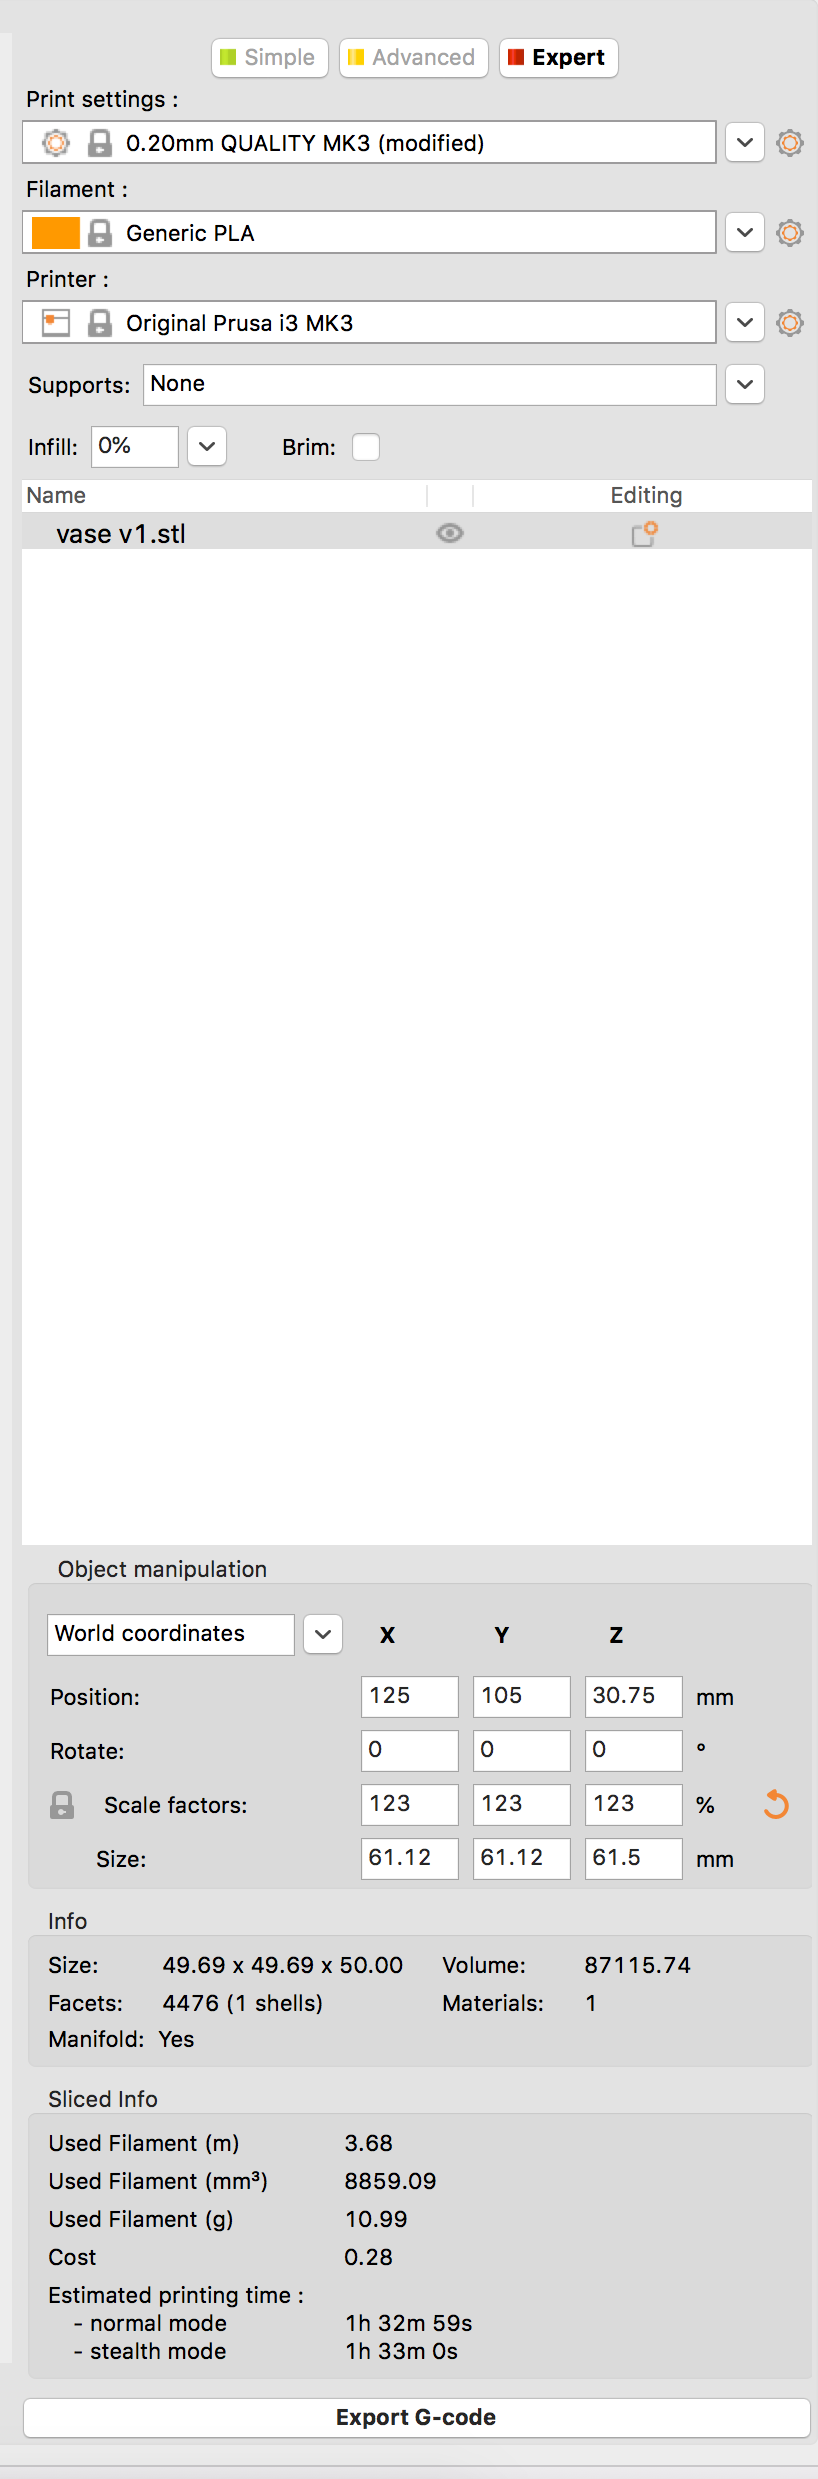 Simple Advanced Expert
Print settings :
0.20mm QUALITY MK3 (modified)
Filament :
Generic PLA
Printer :
Original Prusa i3 MK3
Supports: None
Infill: 0% Brim:
Name Editing
vase v1.stl
Object manipulation
World coordinates X Y Z
Position: 125 105 30.75 mm
Rotate: 0 0 0 °
Scale factors: 123 123 123 %
Size: 61.12 61.12 61.5 mm
Info
Size: 49.69 x 49.69 x 50.00 Volume: 87115.74
Facets: 4476 (1 shells) Materials: 1
Manifold: Yes
Sliced Info
Used Filament (m) 3.68
Used Filament (mm³) 8859.09
Used Filament (g) 10.99
Cost 0.28
Estimated printing time :
- normal mode 1h 32m 59s
- stealth mode 1h 33m 0s
Export G-code